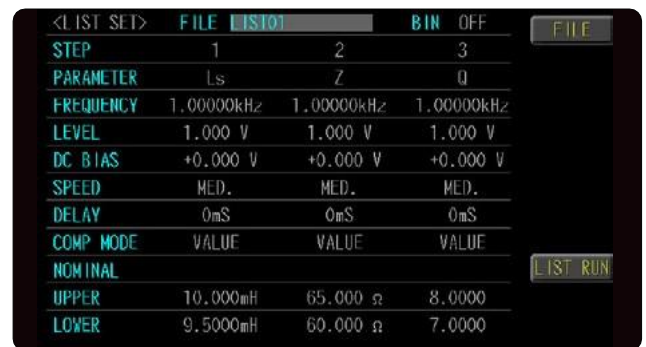 <LIST SET> FILE LIST01 BIN OFF FILE
STEP 1 2 3
PARAMETER Ls Z Q
FREQUENCY 1.00000kHz 1.00000kHz 1.00000kHz
LEVEL 1.000 V 1.000 V 1.000 V
DC BIAS +0.000 V +0.000 V +0.000 V
SPEED MED. MED. MED.
DELAY 0mS 0mS 0mS
COMP MODE VALUE VALUE VALUE
NOMINAL LIST RUN
UPPER 10.000mH 65.000 Ω 8.0000
LOWER 9.5000mH 60.000 Ω 7.0000